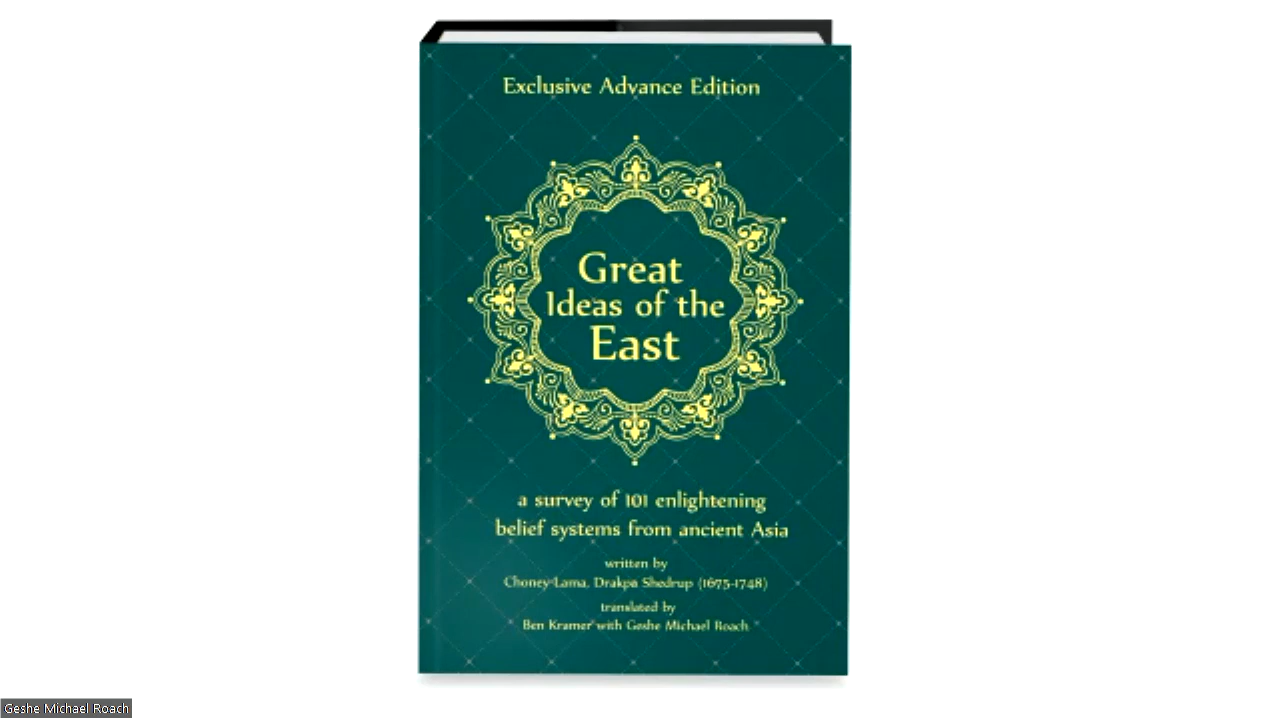 Exclusive Advance Edition
Great
Ideas of the
East
a survey of 101 enlightening
belief systems from ancient Asia
written by
Choney Lama, Drakpa Shedrup (1675-1748)
translated by
Ben Kramer with Geshe Michael Roach
Geshe Michael Roach